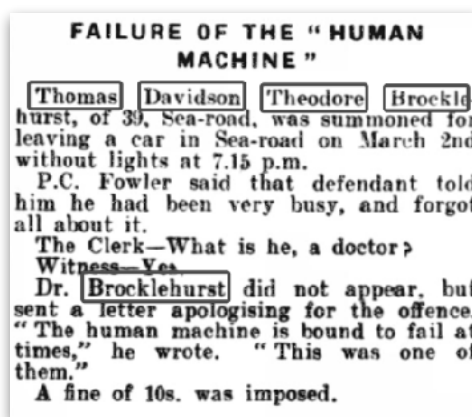 FAILURE OF THE "HUMAN
MACHINE"
Thomas Davidson Theodore Brockle
hurst, of 39, Sea-road, was summoned for
leaving a car in Sea-road on March 2nd
without lights at 7.15 p.m.
P.C. Fowler said that defendant told
him he had been very busy, and forgot
all about it.
The Clerk—What is he, a doctor?
Witness—Yes.
Dr. Brocklehurst did not appear, but
sent a letter apologising for the offence.
"The human machine is bound to fail at
times," he wrote. "This was one of
them."
A fine of 10s. was imposed.